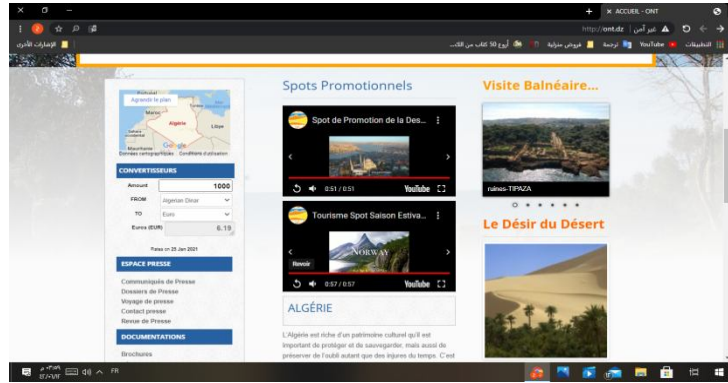 ACCUEIL - ONT
http://ont.dz | غير آمن
التطبيقات
YouTube
ترجمة
فروض منزلية
أروع 50 كتاب من الك...
الإشارات الأخرى
Agrandir le plan
Portugal
Maroc
Algérie
Libye
Mauritanie
Google
Données cartographiques
Conditions d'utilisation
CONVERTISSEURS
Amount 1000
FROM Algerian Dinar
TO Euro
Euros (EUR) 6.19
Rates on 25 Jan 2021
ESPACE PRESSE
Communiqués de Presse
Dossiers de Presse
Voyage de presse
Contact presse
Revue de Presse
DOCUMENTATIONS
Brochures
Spots Promotionnels
Spot de Promotion de la Des...
0:51 / 0:51
YouTube
Tourisme Spot Saison Estiva...
NORWAY
Revoir
0:57 / 0:57
YouTube
ALGÉRIE
L'Algérie est riche d'un patrimoine culturel qu'il est
important de protéger et de sauvegarder, mais aussi de
préserver de l'oubli autant que des injures du temps. C'est
Visite Balnéaire...
ruines-TIPAZA
Le Désir du Désert
FR